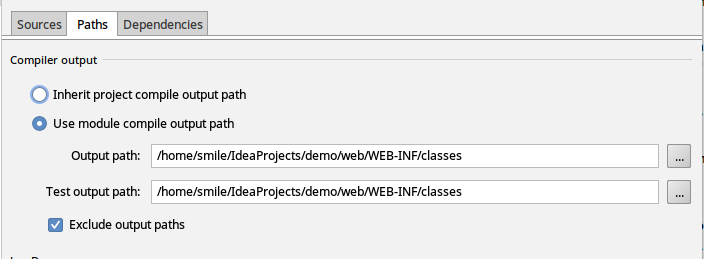 Sources Paths Dependencies
Compiler output
Inherit project compile output path
Use module compile output path
Output path: /home/smile/IdeaProjects/demo/web/WEB-INF/classes ...
Test output path: /home/smile/IdeaProjects/demo/web/WEB-INF/classes ...
Exclude output paths